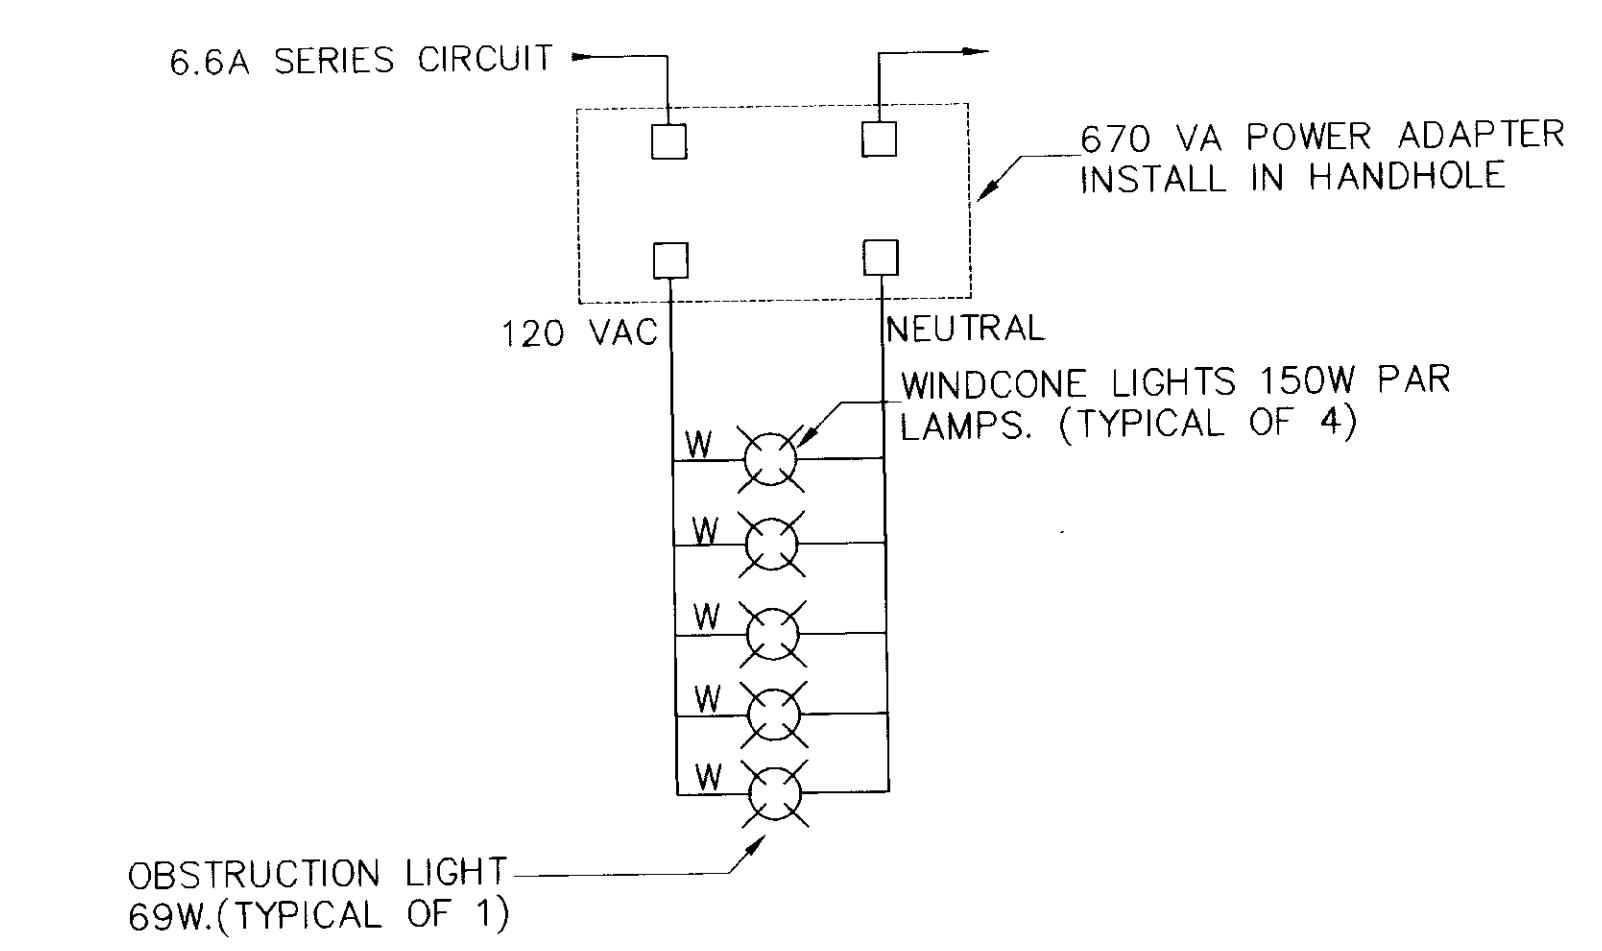 6.6A SERIES CIRCUIT
670 VA POWER ADAPTER
INSTALL IN HANDHOLE
120 VAC
NEUTRAL
WINDCONE LIGHTS 150W PAR
LAMPS. (TYPICAL OF 4)
W
W
W
W
W
OBSTRUCTION LIGHT
69W.(TYPICAL OF 1)